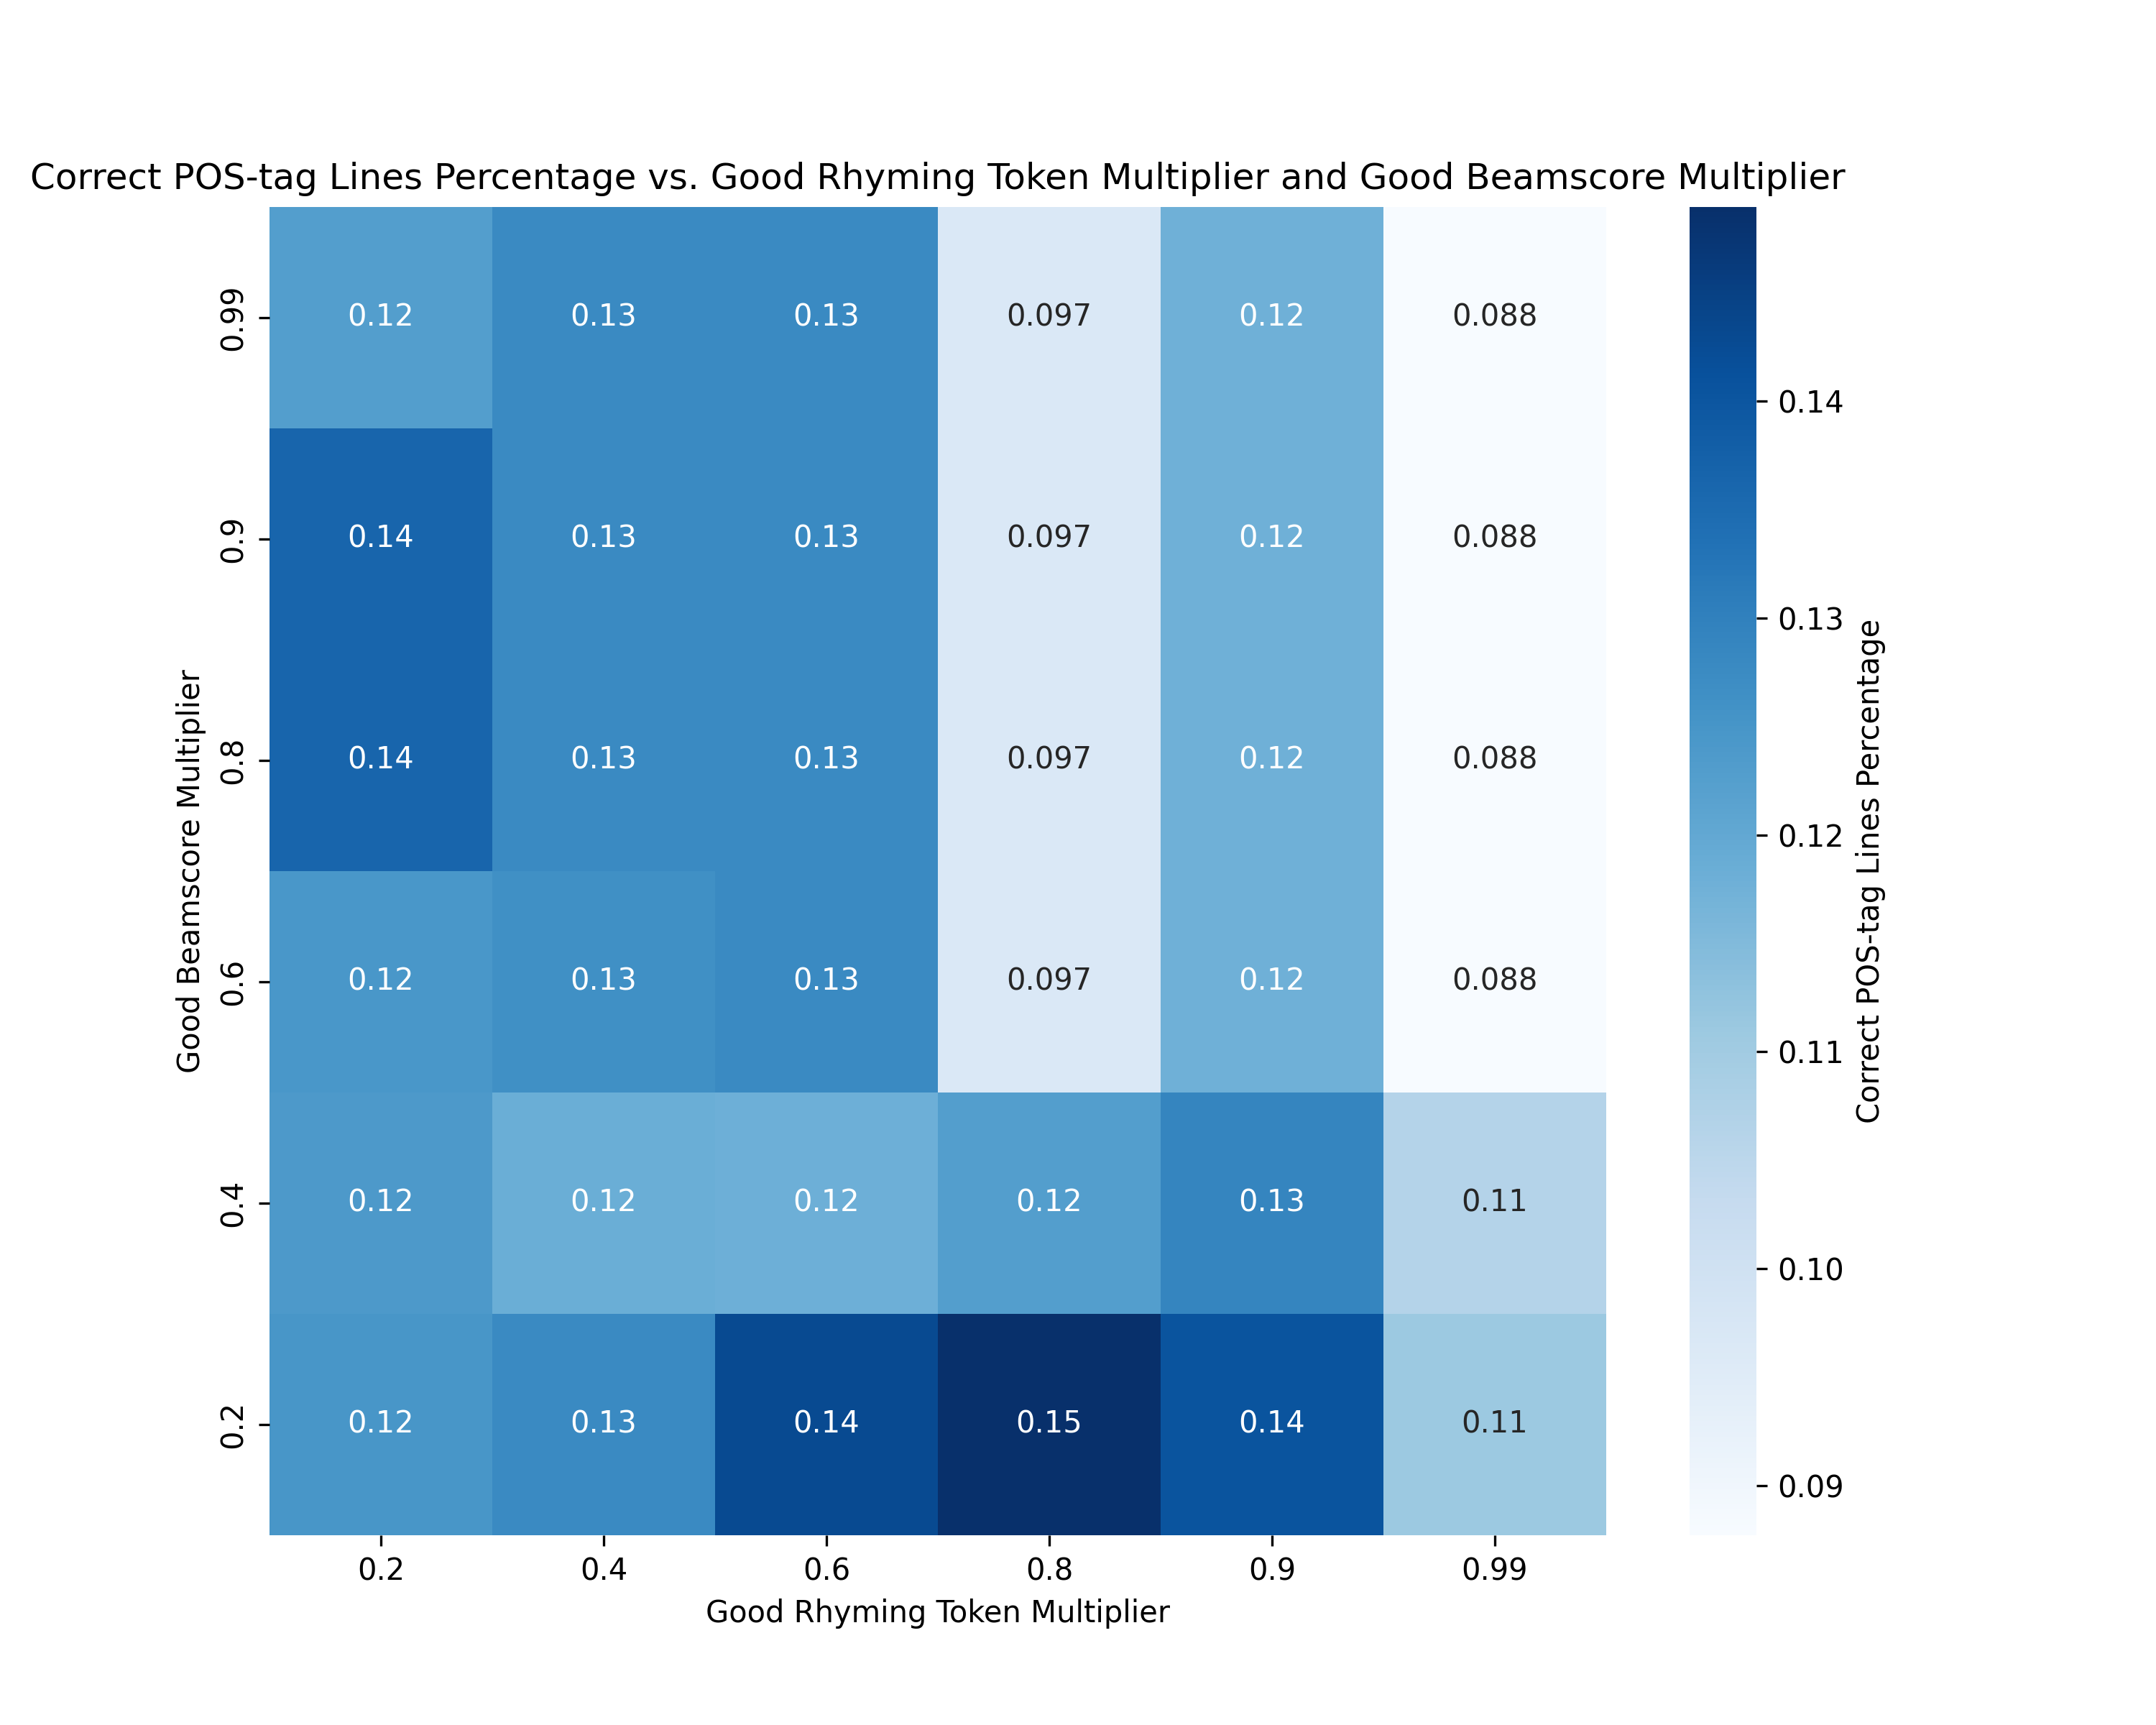 Correct POS-tag Lines Percentage vs. Good Rhyming Token Multiplier and Good Beamscore Multiplier
Good Beamscore Multiplier
0.99 0.12 0.13 0.13 0.097 0.12 0.088
0.9 0.14 0.13 0.13 0.097 0.12 0.088
0.8 0.14 0.13 0.13 0.097 0.12 0.088
0.6 0.12 0.13 0.13 0.097 0.12 0.088
0.4 0.12 0.12 0.12 0.12 0.13 0.11
0.2 0.12 0.13 0.14 0.15 0.14 0.11
0.2 0.4 0.6 0.8 0.9 0.99
Good Rhyming Token Multiplier
0.14
0.13
0.12
0.11
0.10
0.09
Correct POS-tag Lines Percentage